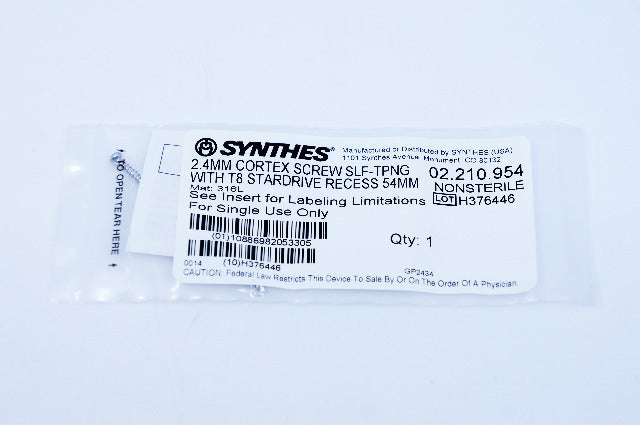 SYNTHES®
Manufactured or Distributed by SYNTHES (USA)
1101 Synthes Avenue, Monument, CO 80132
2.4MM CORTEX SCREW SLF-TPNG
WITH T8 STARDRIVE RECESS 54MM
02.210.954
NONSTERILE
Mat: 316L
LOT H376446
See Insert for Labeling Limitations
For Single Use Only
(01)10886982053305
Qty: 1
(10)H376446
0014
GP2434
CAUTION: Federal Law Restricts This Device To Sale By Or On The Order Of A Physician.
TO OPEN TEAR HERE